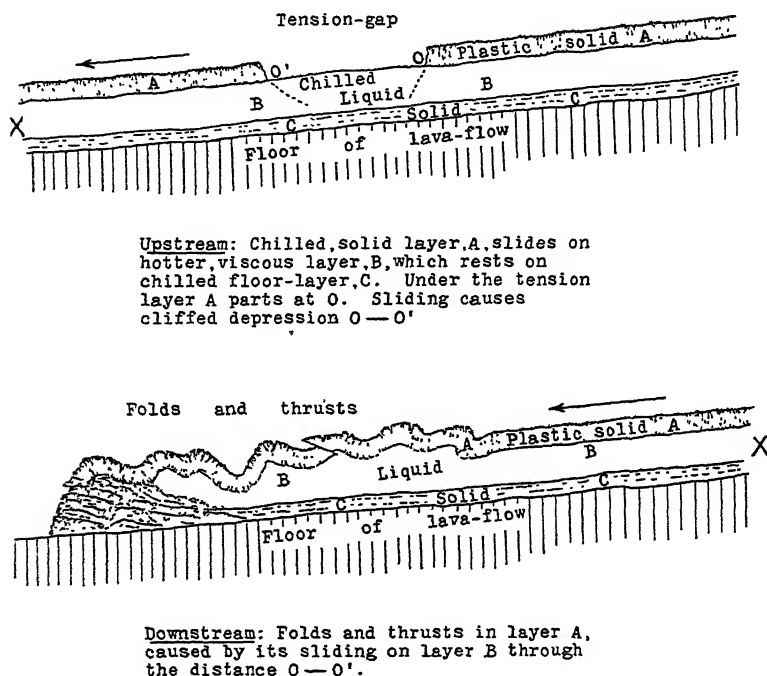 Tension-gap
O Plastic solid A
A O' Chilled
B Liquid B
X C Solid C
Floor of lava-flow
Upstream: Chilled,solid layer,A,slides on
hotter,viscous layer,B,which rests on
chilled floor-layer,C. Under the tension
layer A parts at O. Sliding causes
cliffed depression O—O'
Folds and thrusts
A Plastic solid A
B Liquid B X
C Solid C
Floor of lava-flow
Downstream: Folds and thrusts in layer A,
caused by its sliding on layer B through
the distance O—O'.